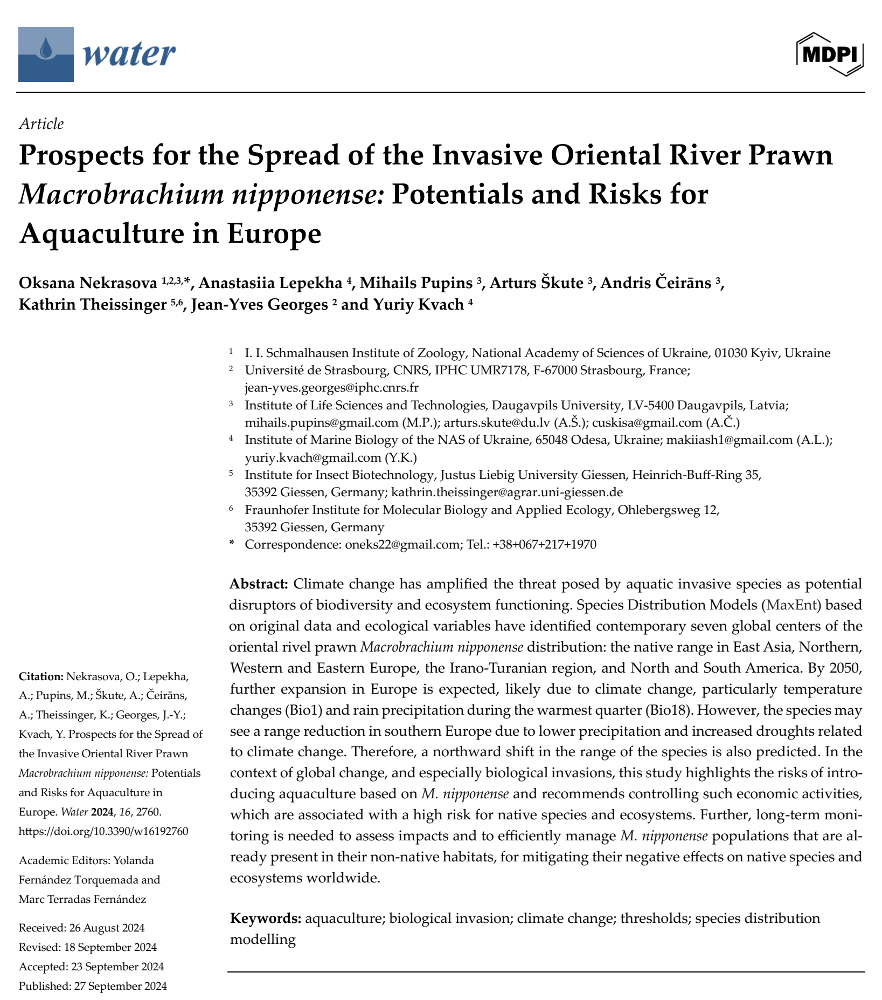 water
MDPI
Article
Prospects for the Spread of the Invasive Oriental River Prawn
Macrobrachium nipponense: Potentials and Risks for
Aquaculture in Europe
Oksana Nekrasova 1,2,3,*, Anastasiia Lepekha 4, Mihails Pupins 3, Arturs Škute 3, Andris Čeirāns 3,
Kathrin Theissinger 5,6, Jean-Yves Georges 2 and Yuriy Kvach 4
1 I. I. Schmalhausen Institute of Zoology, National Academy of Sciences of Ukraine, 01030 Kyiv, Ukraine
2 Université de Strasbourg, CNRS, IPHC UMR7178, F-67000 Strasbourg, France;
jean-yves.georges@iphc.cnrs.fr
3 Institute of Life Sciences and Technologies, Daugavpils University, LV-5400 Daugavpils, Latvia;
mihails.pupins@gmail.com (M.P.); arturs.skute@du.lv (A.Š.); cuskisa@gmail.com (A.Č.)
4 Institute of Marine Biology of the NAS of Ukraine, 65048 Odesa, Ukraine; makiiash1@gmail.com (A.L.);
yuriy.kvach@gmail.com (Y.K.)
5 Institute for Insect Biotechnology, Justus Liebig University Giessen, Heinrich-Buff-Ring 35,
35392 Giessen, Germany; kathrin.theissinger@agrar.uni-giessen.de
6 Fraunhofer Institute for Molecular Biology and Applied Ecology, Ohlebergsweg 12,
35392 Giessen, Germany
* Correspondence: oneks22@gmail.com; Tel.: +38+067+217+1970
Abstract: Climate change has amplified the threat posed by aquatic invasive species as potential
disruptors of biodiversity and ecosystem functioning. Species Distribution Models (MaxEnt) based
on original data and ecological variables have identified contemporary seven global centers of the
oriental rivel prawn Macrobrachium nipponense distribution: the native range in East Asia, Northern,
Western and Eastern Europe, the Irano-Turanian region, and North and South America. By 2050,
further expansion in Europe is expected, likely due to climate change, particularly temperature
changes (Bio1) and rain precipitation during the warmest quarter (Bio18). However, the species may
see a range reduction in southern Europe due to lower precipitation and increased droughts related
to climate change. Therefore, a northward shift in the range of the species is also predicted. In the
context of global change, and especially biological invasions, this study highlights the risks of intro-
ducing aquaculture based on M. nipponense and recommends controlling such economic activities,
which are associated with a high risk for native species and ecosystems. Further, long-term moni-
toring is needed to assess impacts and to efficiently manage M. nipponense populations that are al-
ready present in their non-native habitats, for mitigating their negative effects on native species and
ecosystems worldwide.
Keywords: aquaculture; biological invasion; climate change; thresholds; species distribution
modelling
Citation: Nekrasova, O.; Lepekha,
A.; Pupins, M.; Škute, A.; Čeirāns,
A.; Theissinger, K.; Georges, J.-Y.;
Kvach, Y. Prospects for the Spread of
the Invasive Oriental River Prawn
Macrobrachium nipponense: Potentials
and Risks for Aquaculture in
Europe. Water 2024, 16, 2760.
https://doi.org/10.3390/w16192760
Academic Editors: Yolanda
Fernández Torquemada and
Marc Terradas Fernández
Received: 26 August 2024
Revised: 18 September 2024
Accepted: 23 September 2024
Published: 27 September 2024